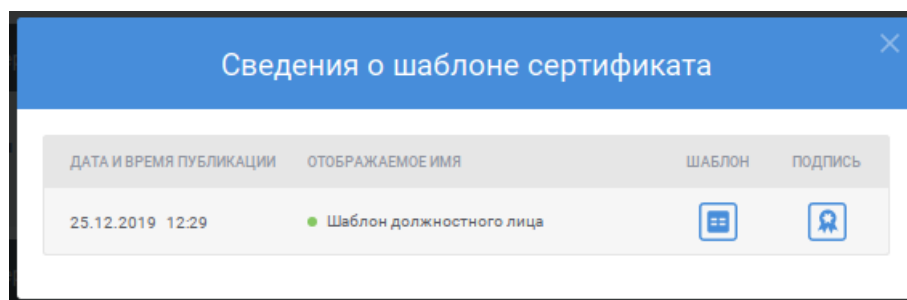 Сведения о шаблоне сертификата
ДАТА И ВРЕМЯ ПУБЛИКАЦИИ ОТОБРАЖАЕМОЕ ИМЯ ШАБЛОН ПОДПИСЬ
25.12.2019 12:29 Шаблон должностного лица